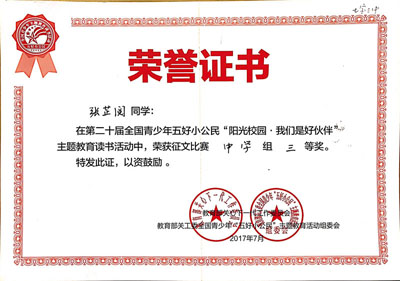 荣誉证书
张芷闵 同学：
在第二十届全国青少年五好小公民“阳光校园·我们是好伙伴”
主题教育读书活动中，荣获征文比赛 中学 组 三 等奖。
特发此证，以资鼓励。
教育部关心下一代工作委员会
教育部关工委全国青少年“五好小公民”主题教育活动组委会
2017年7月